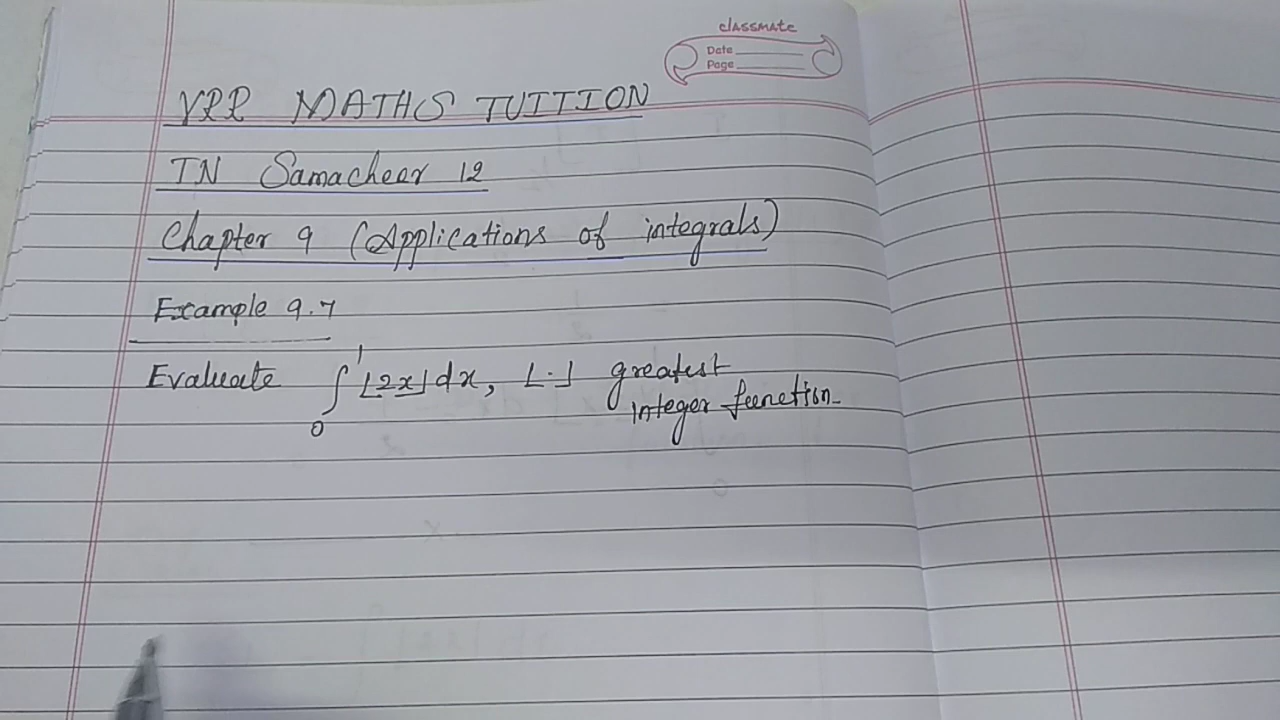 classmate
Date
Page
VRR MATHS TUITION
TN Samacheer 12
Chapter 9 (Applications of integrals)
Example 9.7
Evaluate ∫₀¹ ⌊2x⌋ dx, ⌊·⌋ greatest
integer function.